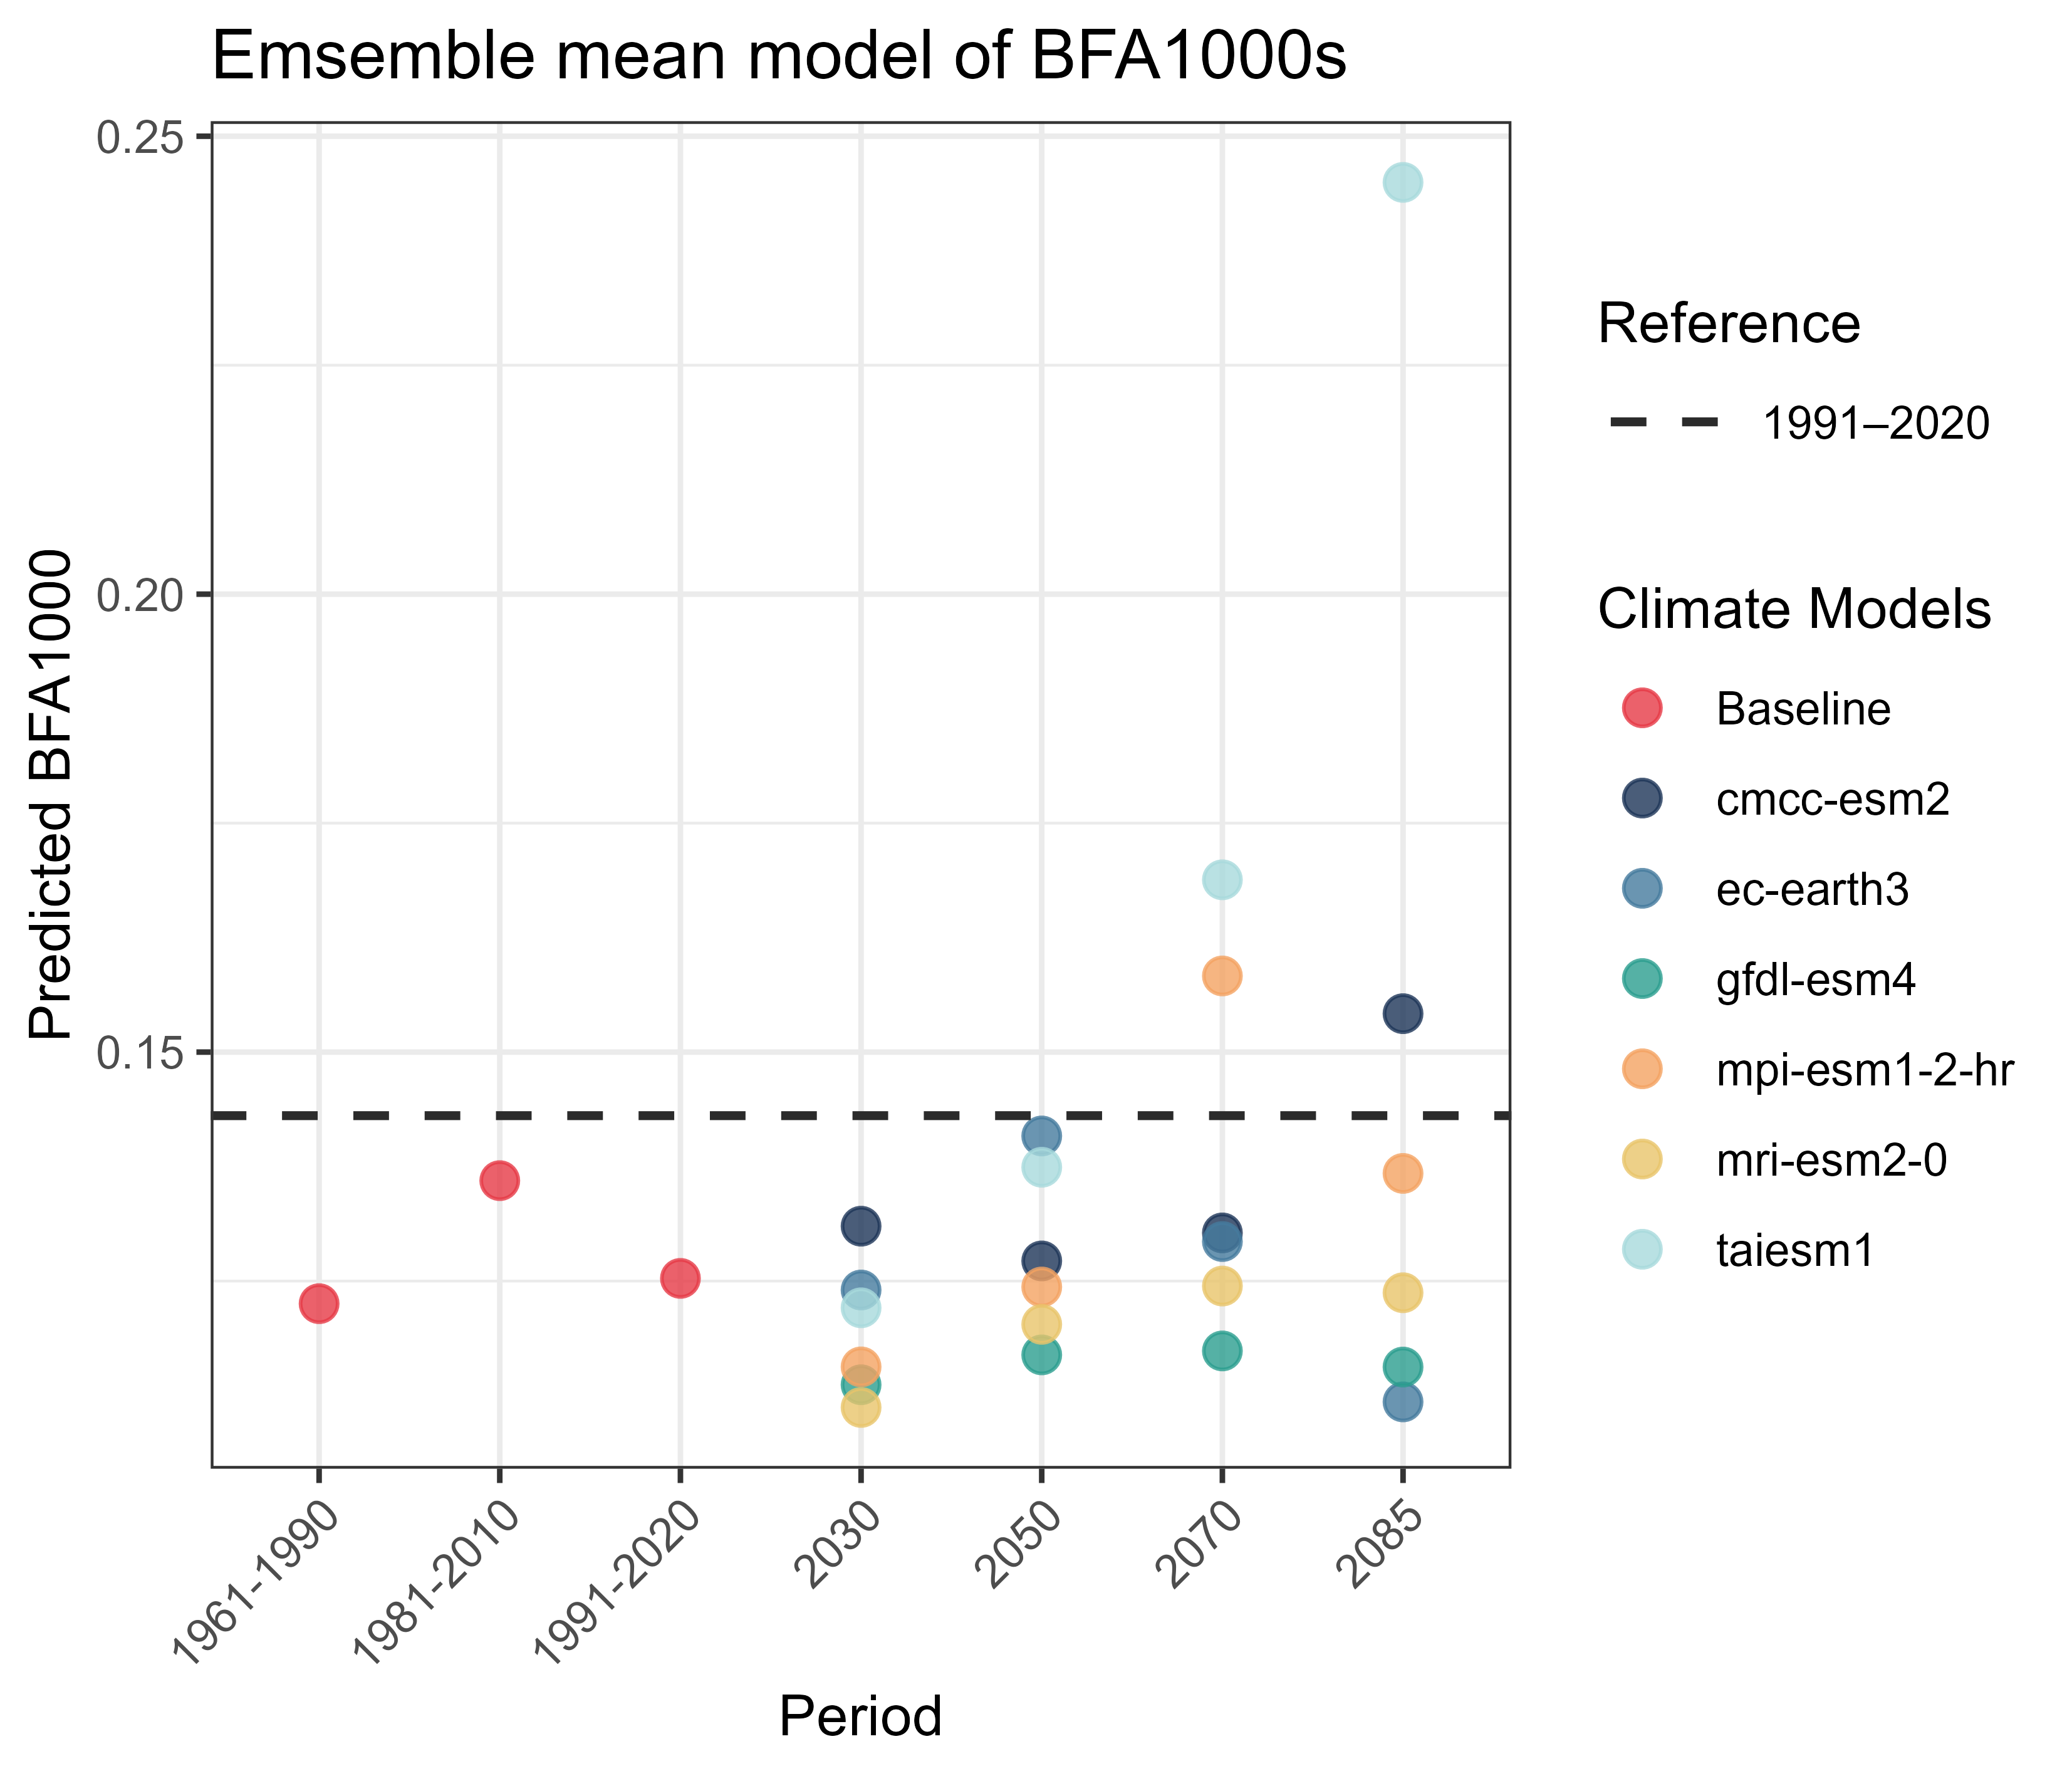 Emsemble mean model of BFA1000s
Predicted BFA1000
0.25
0.20
0.15
1961-1990
1981-2010
1991-2020
2030
2050
2070
2085
Period
Reference
1991–2020
Climate Models
Baseline
cmcc-esm2
ec-earth3
gfdl-esm4
mpi-esm1-2-hr
mri-esm2-0
taiesm1